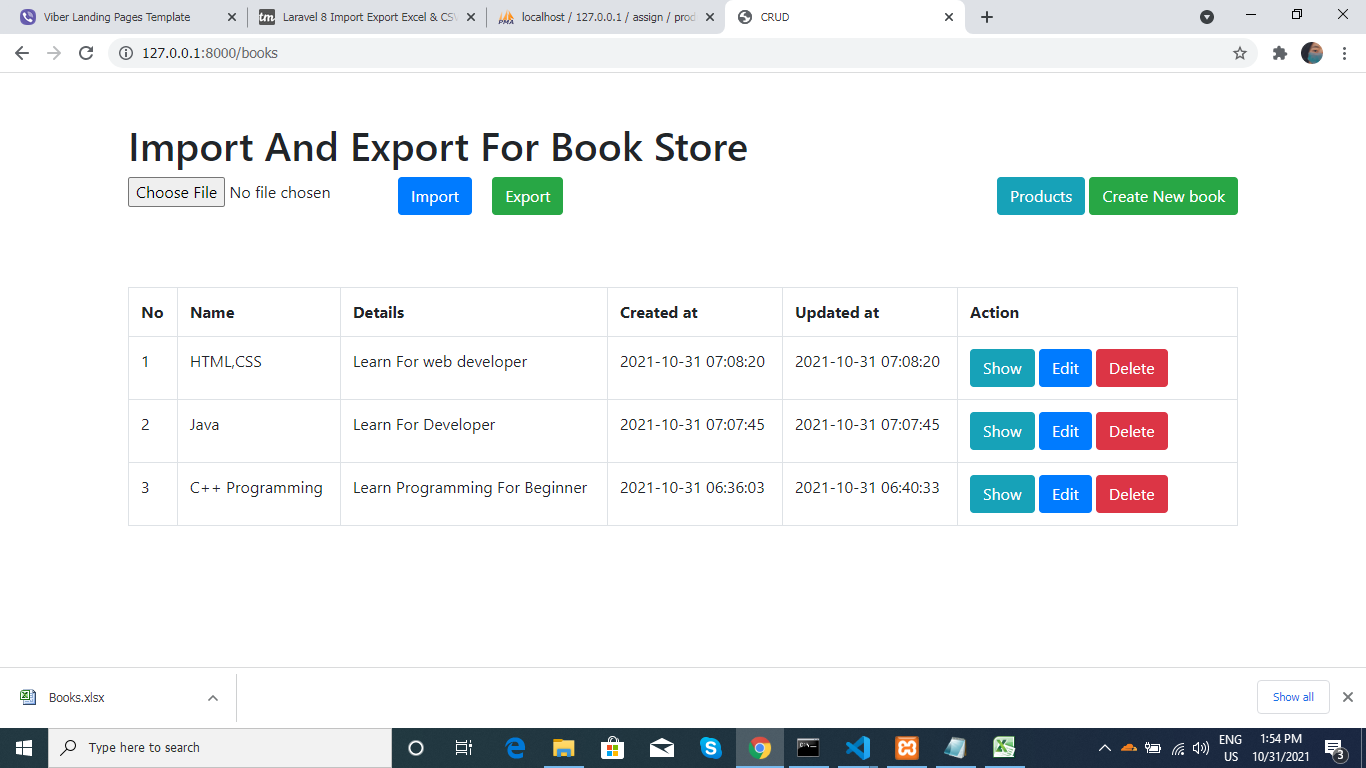 Viber Landing Pages Template
Laravel 8 Import Export Excel & CSV
localhost / 127.0.0.1 / assign / prod
CRUD
127.0.0.1:8000/books
Import And Export For Book Store
Choose File No file chosen Import Export Products Create New book
No Name Details Created at Updated at Action
1 HTML,CSS Learn For web developer 2021-10-31 07:08:20 2021-10-31 07:08:20 Show Edit Delete
2 Java Learn For Developer 2021-10-31 07:07:45 2021-10-31 07:07:45 Show Edit Delete
3 C++ Programming Learn Programming For Beginner 2021-10-31 06:36:03 2021-10-31 06:40:33 Show Edit Delete
Books.xlsx Show all
Type here to search
ENG
US
1:54 PM
10/31/2021
3